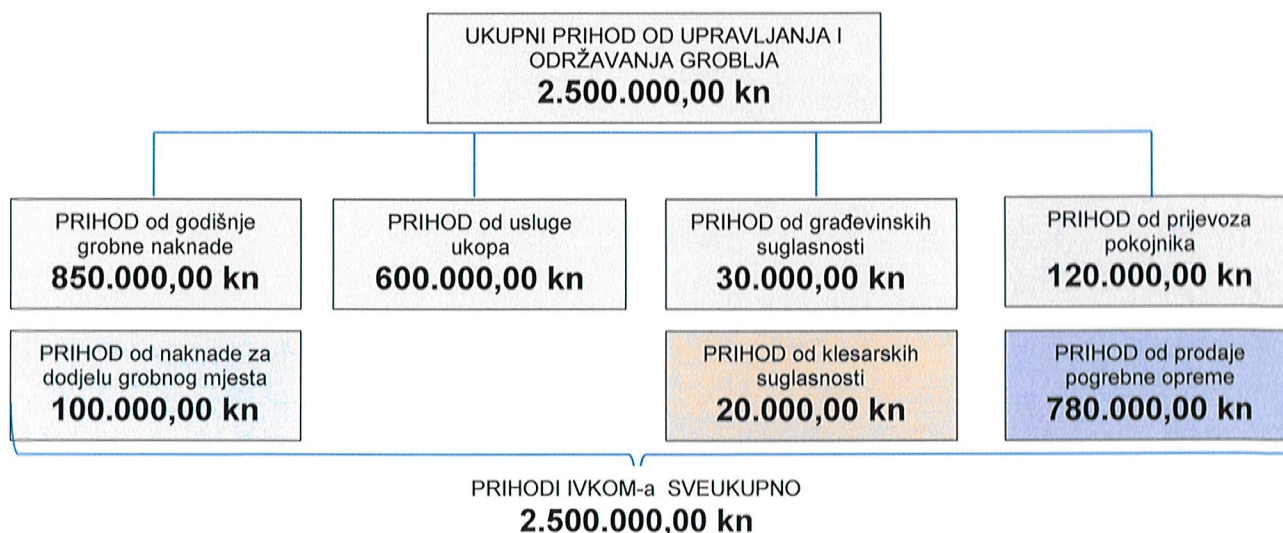 UKUPNI PRIHOD OD UPRAVLJANJA I
ODRŽAVANJA GROBLJA
2.500.000,00 kn
PRIHOD od godišnje
grobne naknade
850.000,00 kn
PRIHOD od usluge
ukopa
600.000,00 kn
PRIHOD od građevinskih
suglasnosti
30.000,00 kn
PRIHOD od prijevoza
pokojnika
120.000,00 kn
PRIHOD od naknade za
dodjelu grobnog mjesta
100.000,00 kn
PRIHOD od klesarskih
suglasnosti
20.000,00 kn
PRIHOD od prodaje
pogrebne opreme
780.000,00 kn
PRIHODI IVKOM-a SVEUKUPNO
2.500.000,00 kn